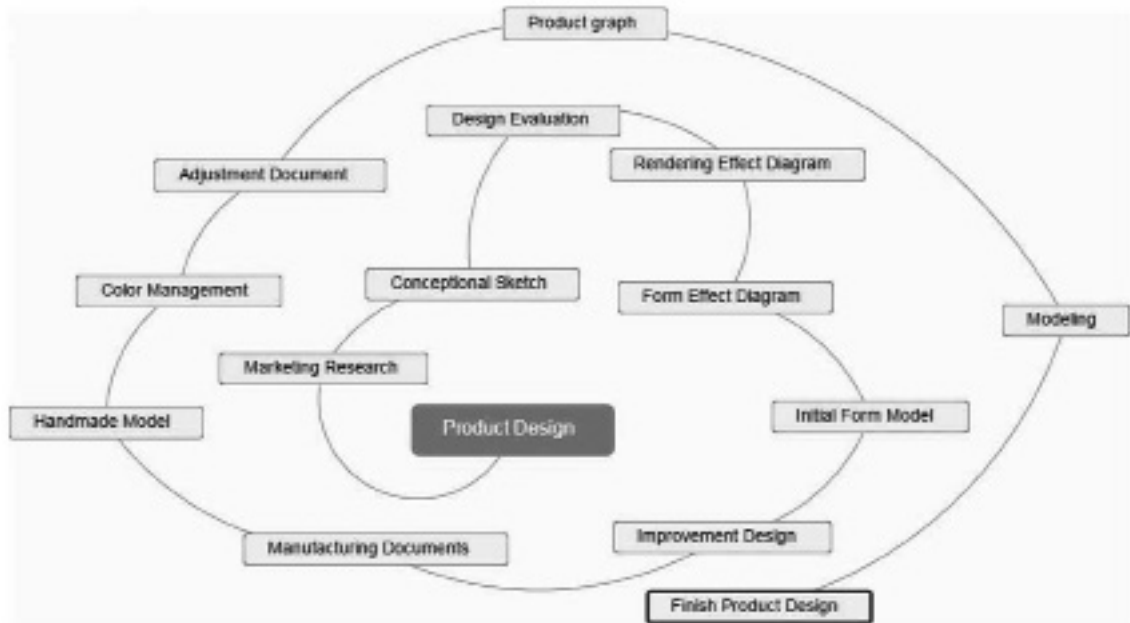 Product graph
Design Evaluation
Rendering Effect Diagram
Adjustment Document
Conceptional Sketch
Color Management
Form Effect Diagram
Modeling
Marketing Research
Handmade Model
Product Design
Initial Form Model
Improvement Design
Manufacturing Documents
Finish Product Design